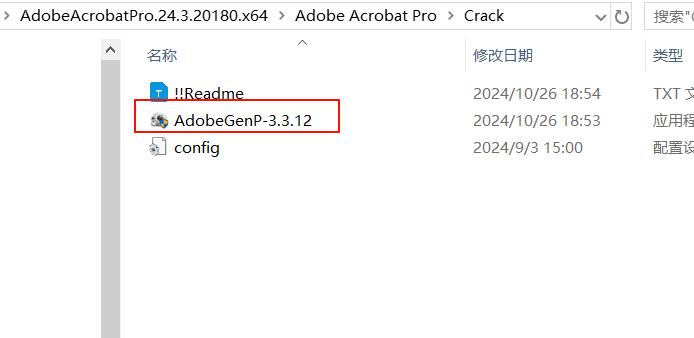 AdobeAcrobatPro.24.3.20180.x64 > Adobe Acrobat Pro > Crack 搜索"C
名称 修改日期 类型
!!Readme 2024/10/26 18:54 TXT 文
AdobeGenP-3.3.12 2024/10/26 18:53 应用程
config 2024/9/3 15:00 配置设